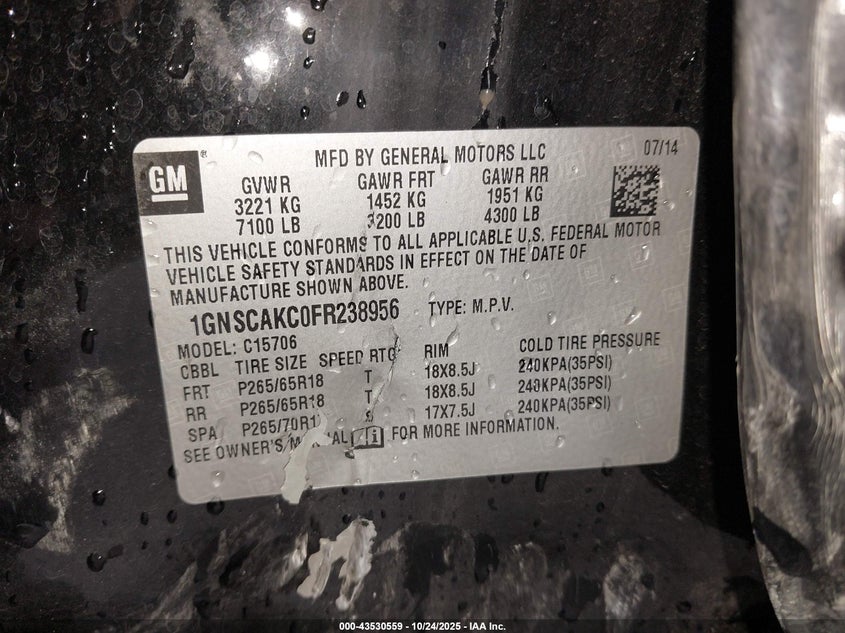 GM
MFD BY GENERAL MOTORS LLC
07/14
GVWR GAWR FRT GAWR RR
3221 KG 1452 KG 1951 KG
7100 LB 3200 LB 4300 LB
THIS VEHICLE CONFORMS TO ALL APPLICABLE U.S. FEDERAL MOTOR
VEHICLE SAFETY STANDARDS IN EFFECT ON THE DATE OF
MANUFACTURE SHOWN ABOVE.
1GNSCAKC0FR238956 TYPE: M.P.V.
MODEL: C15706
CBBL TIRE SIZE SPEED RTG RIM COLD TIRE PRESSURE
FRT P265/65R18 T 18X8.5J 240KPA(35PSI)
RR P265/65R18 T 18X8.5J 240KPA(35PSI)
SPA P265/70R1 S 17X7.5J 240KPA(35PSI)
SEE OWNER'S FOR MORE INFORMATION.
000-43530559 - 10/24/2025 - IAA Inc.